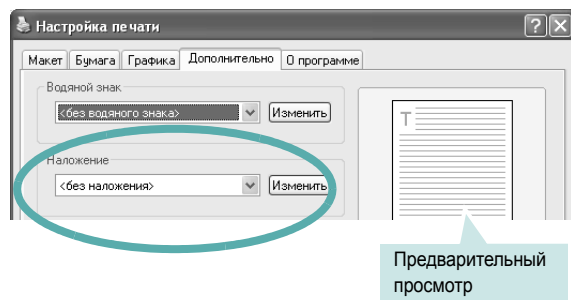 Настройка печати
Макет Бумага Графика Дополнительно О программе
Водяной знак
<без водяного знака> Изменить
T
Наложение
<без наложения> Изменить
Предварительный
просмотр